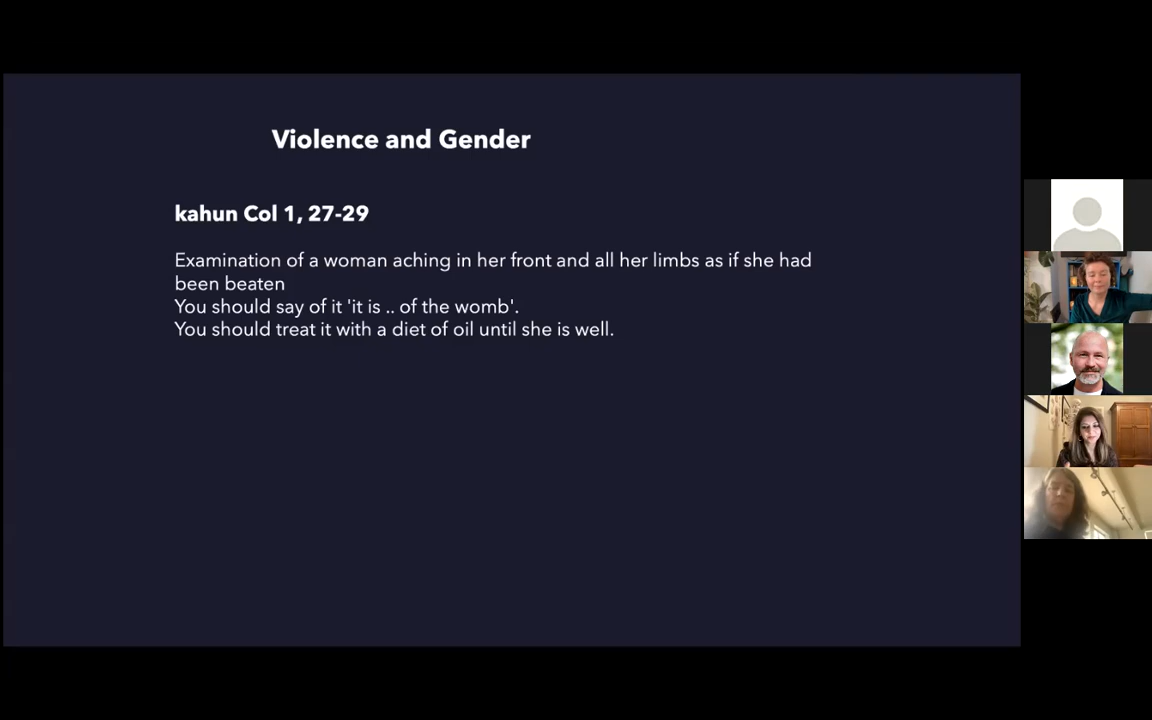 Violence and Gender
kahun Col 1, 27-29
Examination of a woman aching in her front and all her limbs as if she had
been beaten
You should say of it 'it is .. of the womb'.
You should treat it with a diet of oil until she is well.